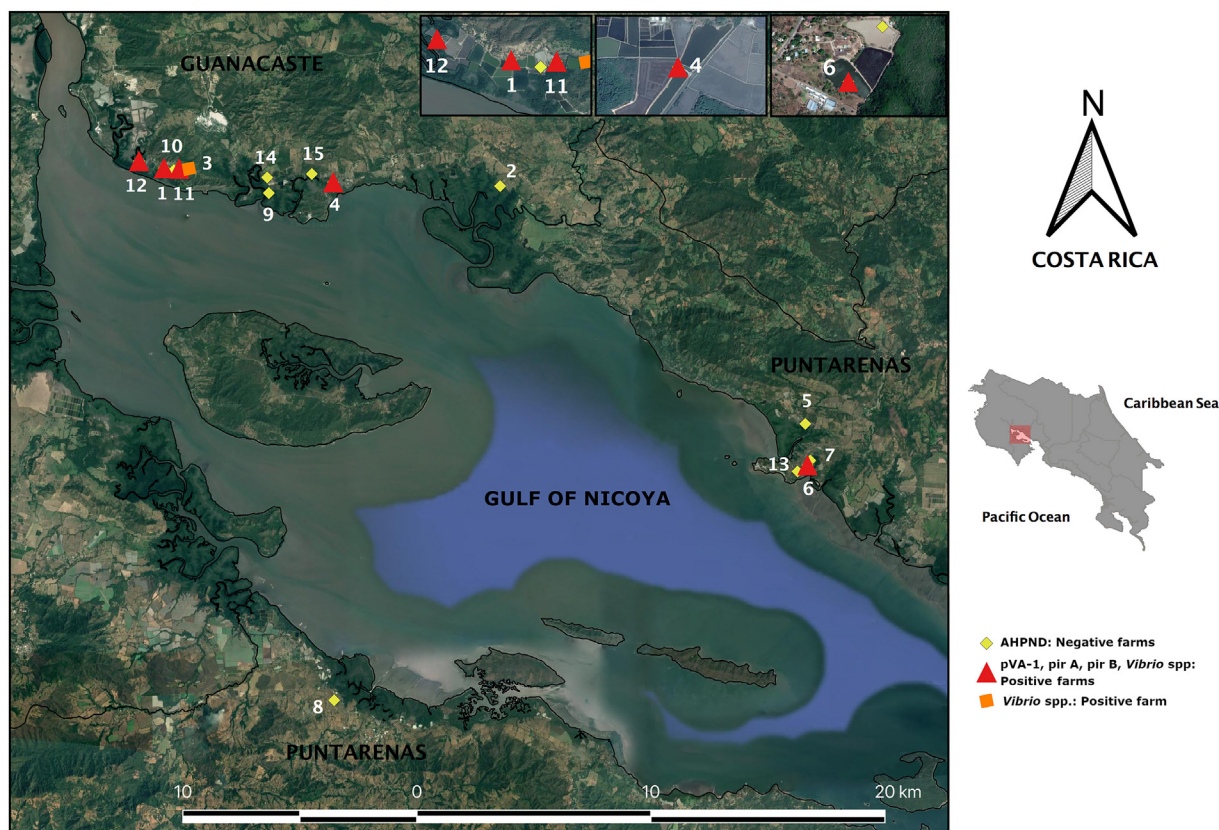 GUANACASTE
12
1
11
4
6
10
3
12
1
11
14
15
9
4
2
N
COSTA RICA
PUNTARENAS
5
7
13
6
Caribbean Sea
Pacific Ocean
GULF OF NICOYA
8
PUNTARENAS
AHPND: Negative farms
pVA-1, pir A, pir B, Vibrio spp:
Positive farms
Vibrio spp.: Positive farm
10 0 10 20 km